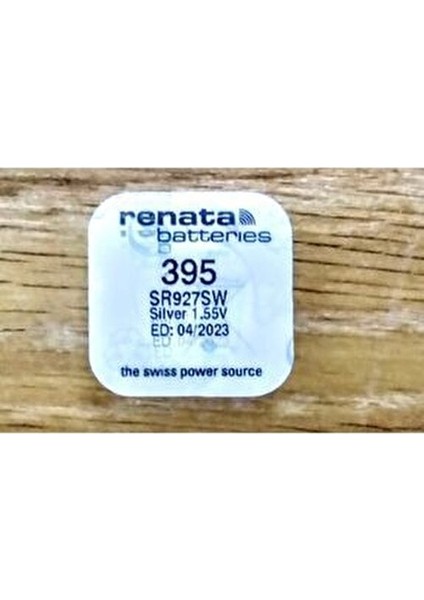 renata
batteries
395
SR927SW
Silver 1.55V
ED: 04/2023
the swiss power source